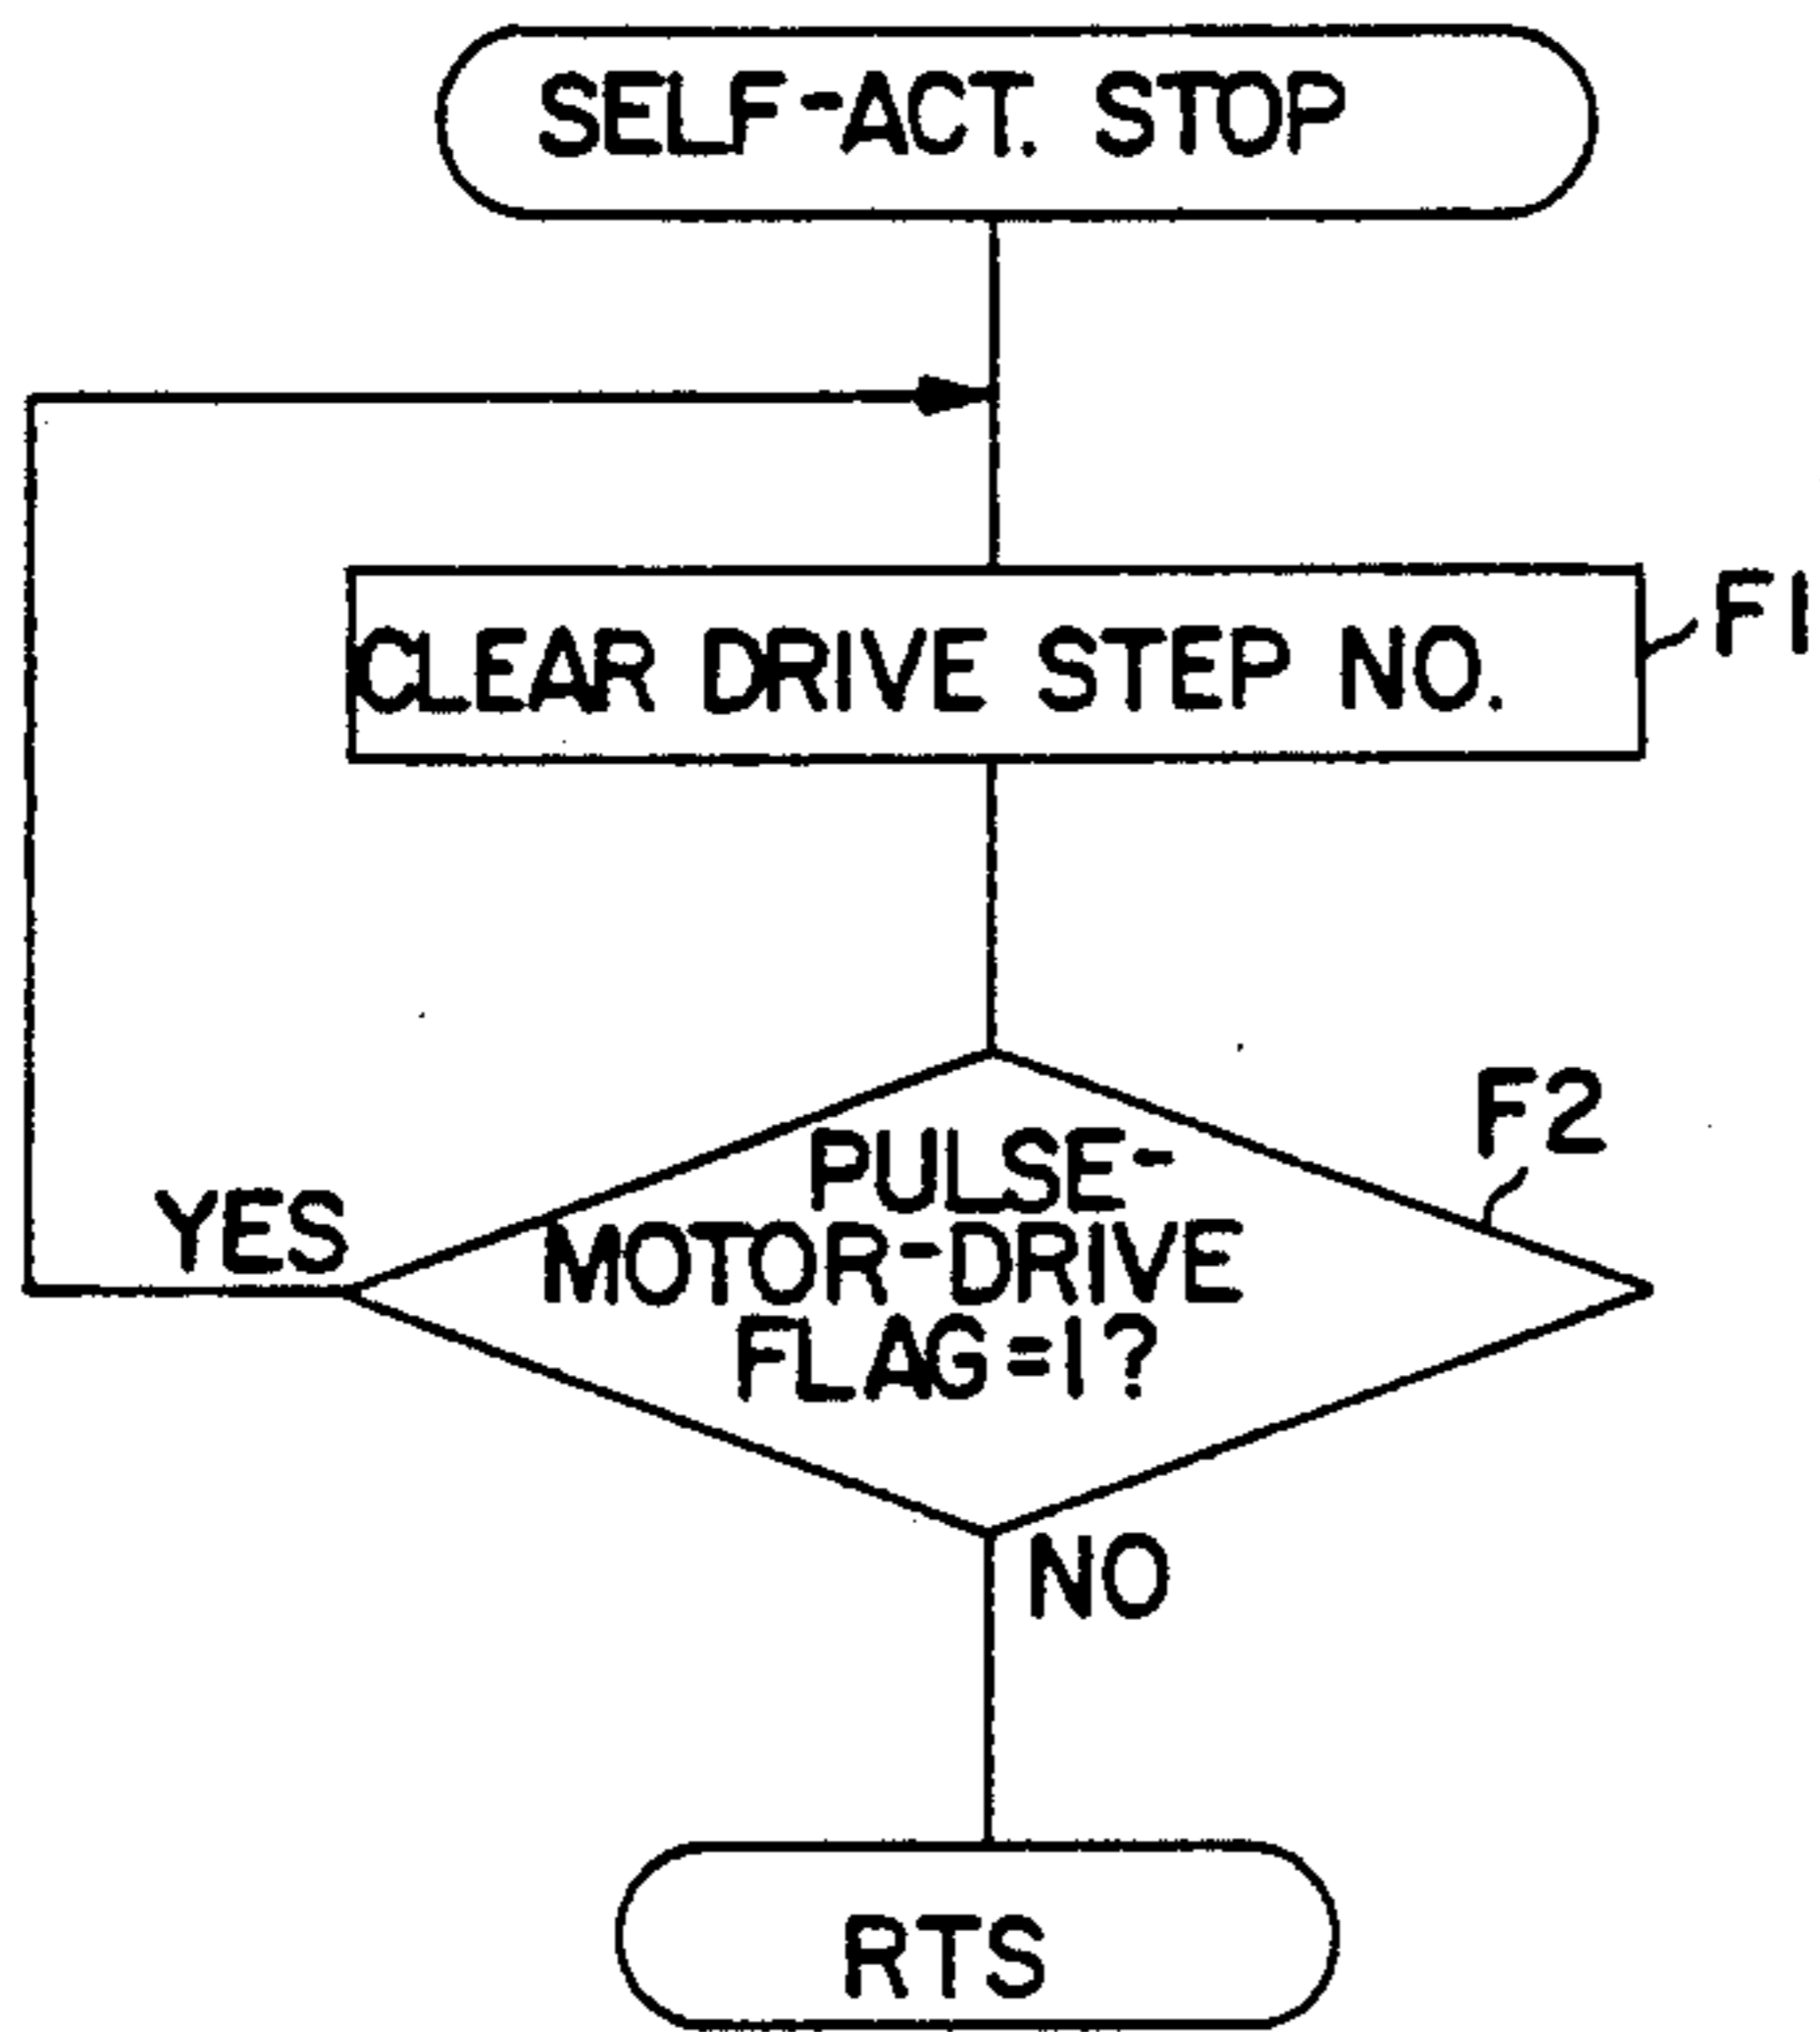 SELF-ACT. STOP
CLEAR DRIVE STEP NO.
F1
F2
PULSE-
MOTOR-DRIVE
FLAG=1?
YES
NO
RTS